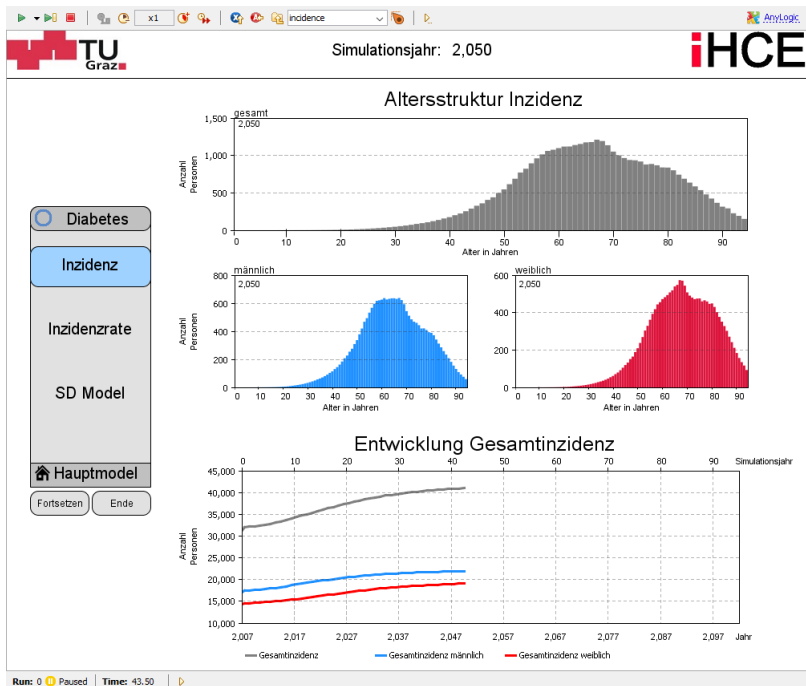 x1 incidence AnyLogic
TU
Graz
Simulationsjahr: 2,050
iHCE
Altersstruktur Inzidenz
gesamt
2,050
1,500
1,000
500
0
Anzahl
Personen
0 10 20 30 40 50 60 70 80 90
Alter in Jahren
Diabetes
Inzidenz
Inzidenzrate
SD Model
Hauptmodel
Fortsetzen Ende
männlich
2,050
800
600
400
200
0
Anzahl
Personen
0 10 20 30 40 50 60 70 80 90
Alter in Jahren
weiblich
2,050
600
400
200
0
0 10 20 30 40 50 60 70 80 90
Alter in Jahren
Entwicklung Gesamtinzidenz
0 10 20 30 40 50 60 70 80 90 Simulationsjahr
45,000
40,000
35,000
30,000
25,000
20,000
15,000
10,000
Anzahl
Personen
2,007 2,017 2,027 2,037 2,047 2,057 2,067 2,077 2,087 2,097 Jahr
Gesamtinzidenz Gesamtinzidenz männlich Gesamtinzidenz weiblich
Run: 0 Paused Time: 43.50